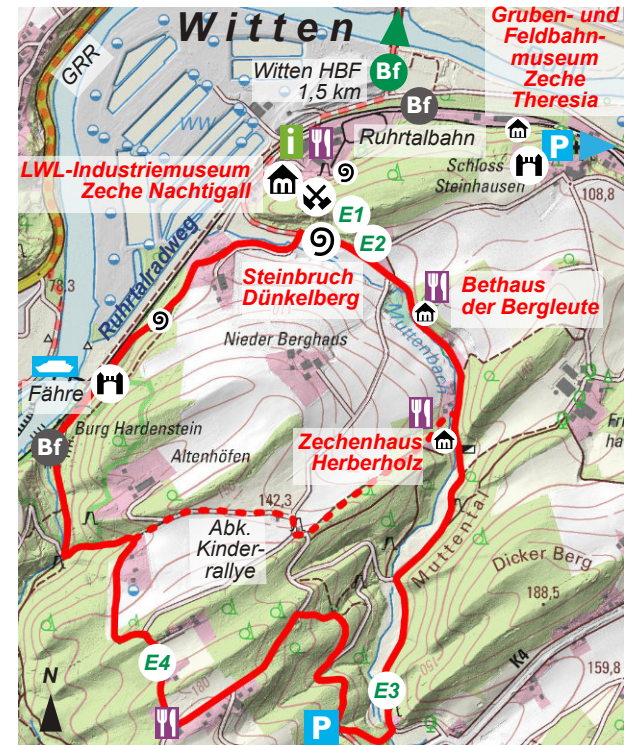 Witten
Gruben- und
Feldbahn-
museum
Zeche
Theresia
GRR
Witten HBF
1,5 km
Bf
Bf
WW
i
Ruhrtalbahn
P
LWL-Industriemuseum
Zeche Nachtigall
Schloss
Steinhausen
108,8
E1
E2
Ruhrtalradweg
78,3
Steinbruch
Dünkelberg
Bethaus
der Bergleute
Muttenbach
Nieder Berghaus
Fähre
Burg Hardenstein
Bf
Altenhöfen
Zechenhaus
Herberholz
142,3
Abk.
Kinder-
rallye
Muttental
Dicker Berg
188,5
E4
E3
K4
159,8
150
180
N
P